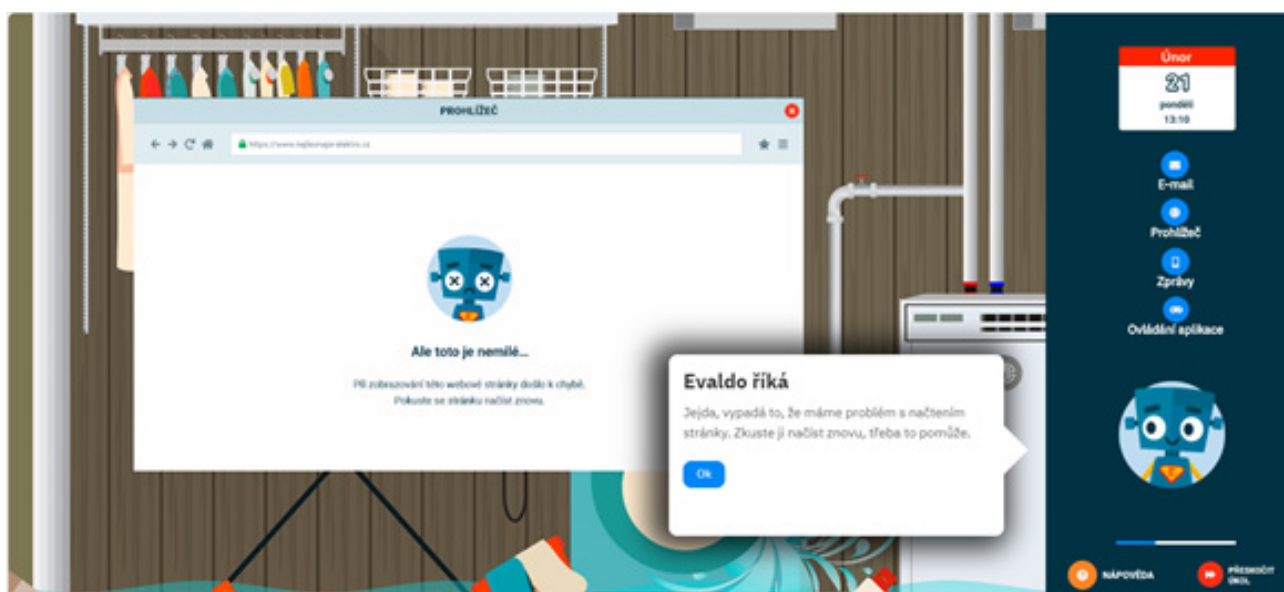 PROHLÍŽEČ
https://www.nejlevnejsi-elektro.cz
Ale toto je nemilé...
Při zobrazování této webové stránky došlo k chybě.
Pokuste se stránku načíst znovu.
Evaldo říká
Jejda, vypadá to, že máme problém s načtením
stránky. Zkuste ji načíst znovu, třeba to pomůže.
Ok
Únor
21
pondělí
13:10
E-mail
Prohlížeč
Zprávy
Ovládání aplikace
NÁPOVĚDA
PŘESKOČIT
ÚKOL